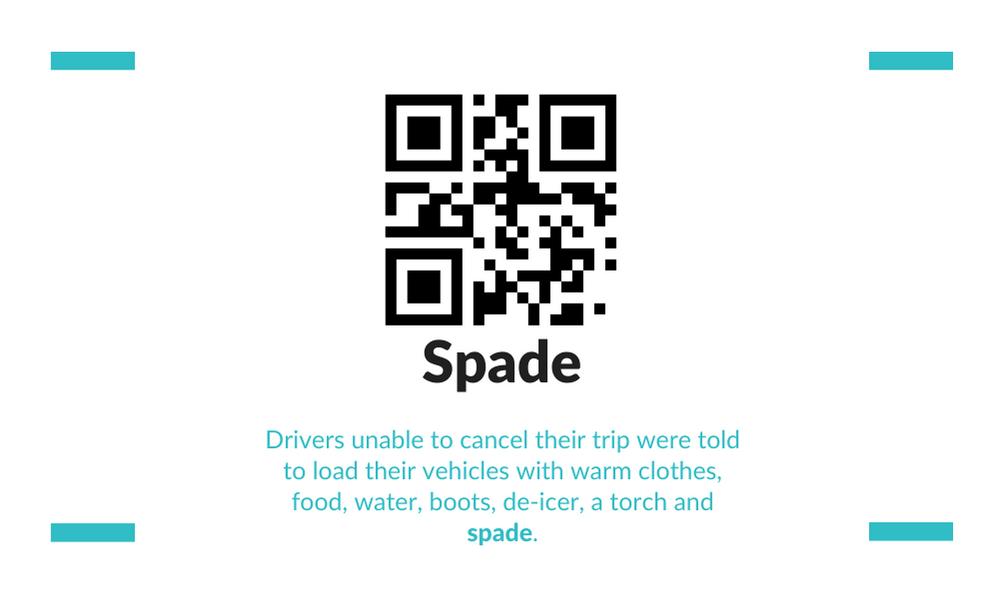 Spade
Drivers unable to cancel their trip were told
to load their vehicles with warm clothes,
food, water, boots, de-icer, a torch and
spade.